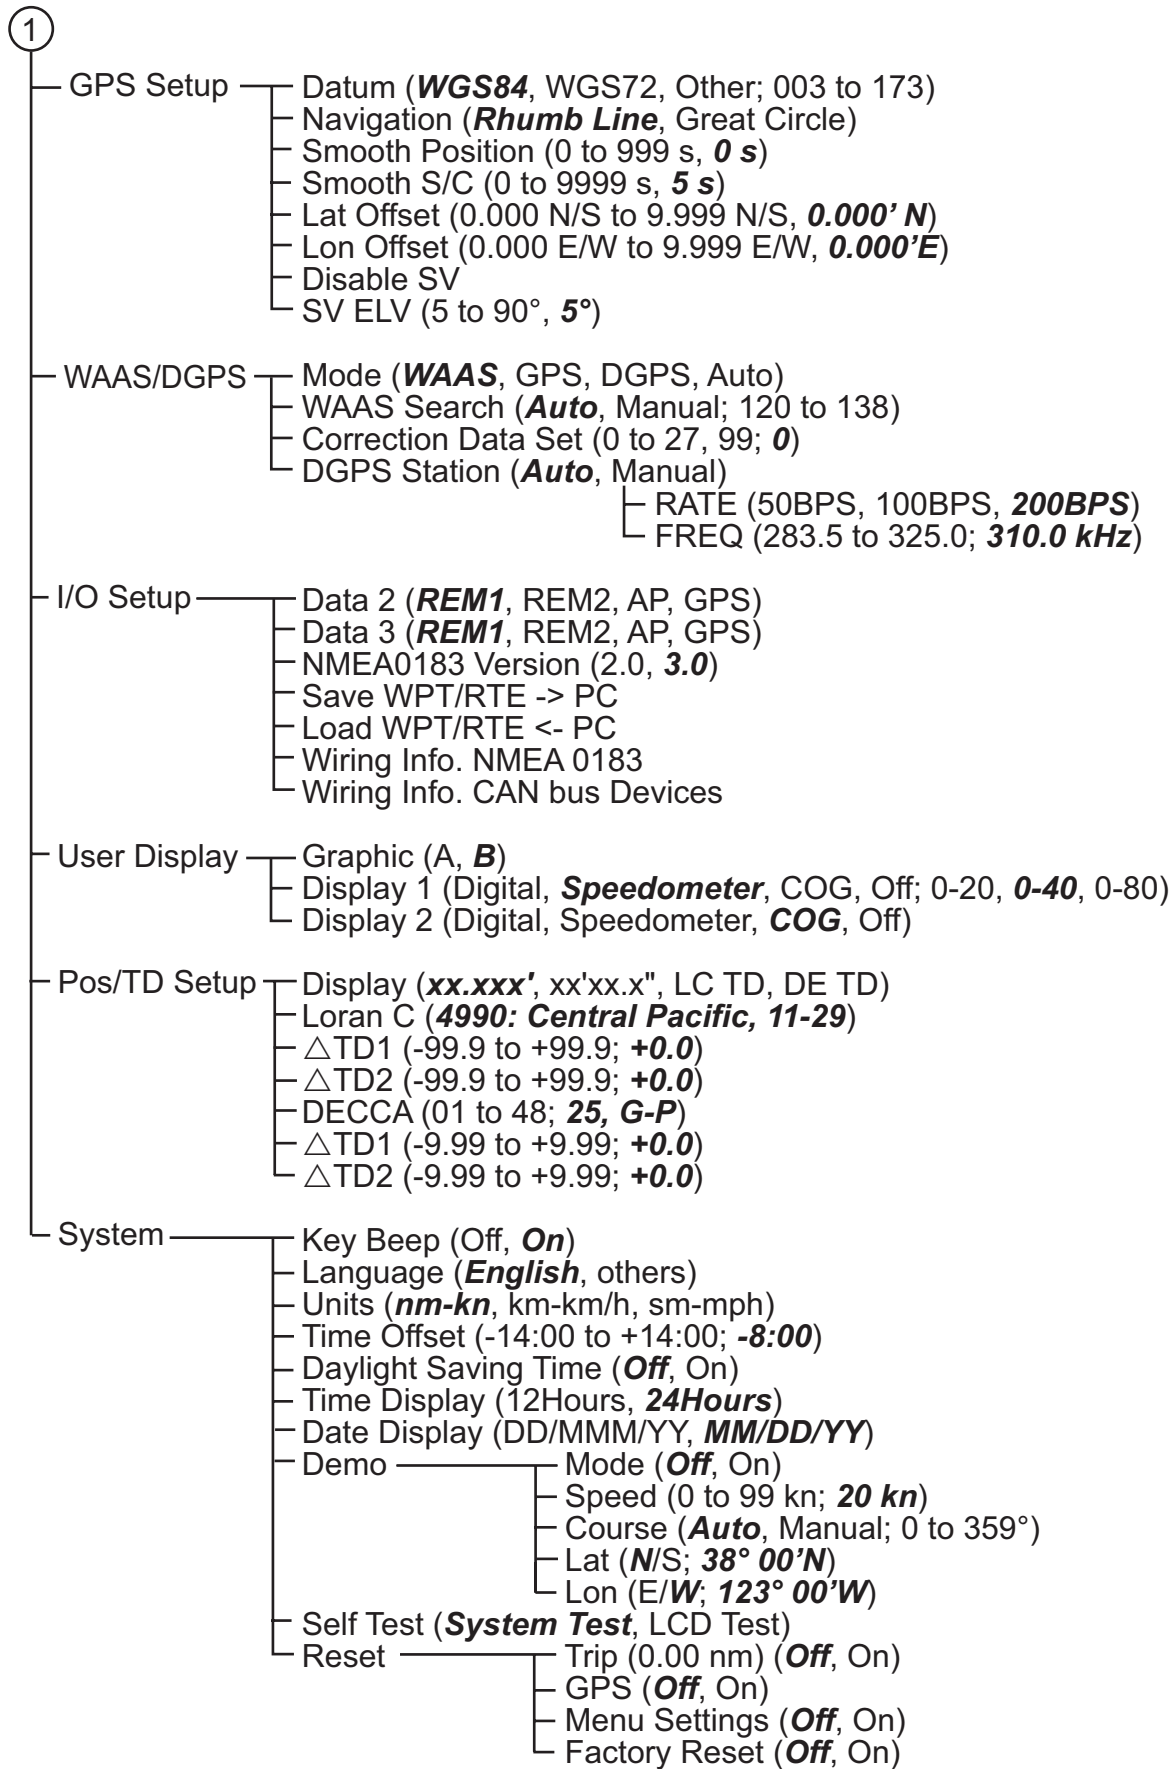 1
GPS Setup Datum (WGS84, WGS72, Other; 003 to 173)
Navigation (Rhumb Line, Great Circle)
Smooth Position (0 to 999 s, 0 s)
Smooth S/C (0 to 9999 s, 5 s)
Lat Offset (0.000 N/S to 9.999 N/S, 0.000’ N)
Lon Offset (0.000 E/W to 9.999 E/W, 0.000’E)
Disable SV
SV ELV (5 to 90°, 5°)
WAAS/DGPS Mode (WAAS, GPS, DGPS, Auto)
WAAS Search (Auto, Manual; 120 to 138)
Correction Data Set (0 to 27, 99; 0)
DGPS Station (Auto, Manual)
RATE (50BPS, 100BPS, 200BPS)
FREQ (283.5 to 325.0; 310.0 kHz)
I/O Setup Data 2 (REM1, REM2, AP, GPS)
Data 3 (REM1, REM2, AP, GPS)
NMEA0183 Version (2.0, 3.0)
Save WPT/RTE -> PC
Load WPT/RTE <- PC
Wiring Info. NMEA 0183
Wiring Info. CAN bus Devices
User Display Graphic (A, B)
Display 1 (Digital, Speedometer, COG, Off; 0-20, 0-40, 0-80)
Display 2 (Digital, Speedometer, COG, Off)
Pos/TD Setup Display (xx.xxx', xx'xx.x", LC TD, DE TD)
Loran C (4990: Central Pacific, 11-29)
△TD1 (-99.9 to +99.9; +0.0)
△TD2 (-99.9 to +99.9; +0.0)
DECCA (01 to 48; 25, G-P)
△TD1 (-9.99 to +9.99; +0.0)
△TD2 (-9.99 to +9.99; +0.0)
System Key Beep (Off, On)
Language (English, others)
Units (nm-kn, km-km/h, sm-mph)
Time Offset (-14:00 to +14:00; -8:00)
Daylight Saving Time (Off, On)
Time Display (12Hours, 24Hours)
Date Display (DD/MMM/YY, MM/DD/YY)
Demo Mode (Off, On)
Speed (0 to 99 kn; 20 kn)
Course (Auto, Manual; 0 to 359°)
Lat (N/S; 38° 00’N)
Lon (E/W; 123° 00’W)
Self Test (System Test, LCD Test)
Reset Trip (0.00 nm) (Off, On)
GPS (Off, On)
Menu Settings (Off, On)
Factory Reset (Off, On)